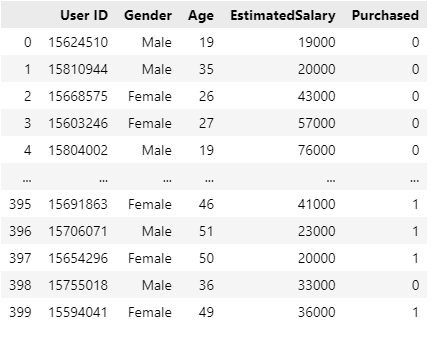 User ID Gender Age EstimatedSalary Purchased
0 15624510 Male 19 19000 0
1 15810944 Male 35 20000 0
2 15668575 Female 26 43000 0
3 15603246 Female 27 57000 0
4 15804002 Male 19 76000 0
... ... ... ... ... ...
395 15691863 Female 46 41000 1
396 15706071 Male 51 23000 1
397 15654296 Female 50 20000 1
398 15755018 Male 36 33000 0
399 15594041 Female 49 36000 1